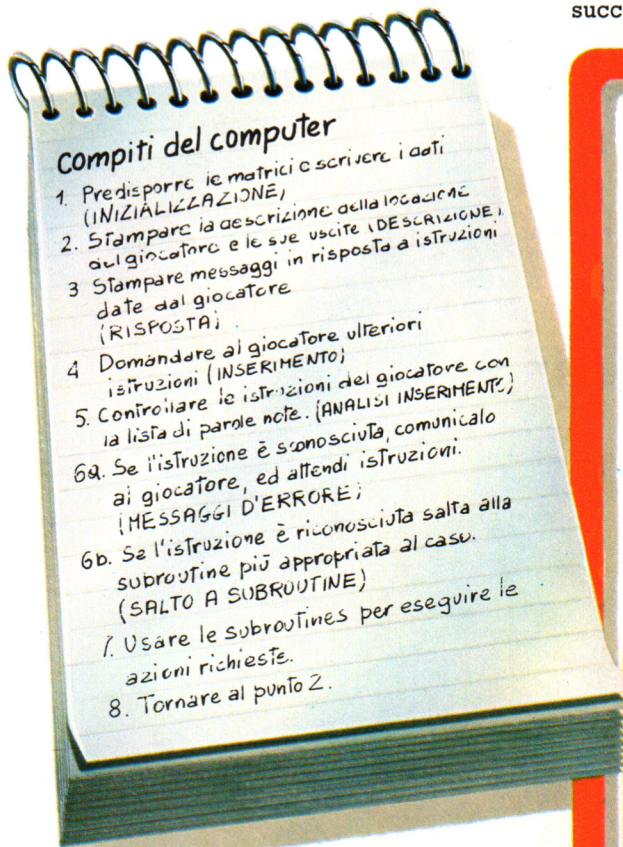 succ
Compiti del computer
1. Predisporre le matrici e scrivere i dati
(INIZIALIZZAZIONE)
2. Stampare la descrizione della locazione
del giocatore e le sue uscite (DESCRIZIONE).
3 Stampare messaggi in risposta a istruzioni
date dal giocatore
(RISPOSTA)
4 Domandare al giocatore ulteriori
istruzioni (INSERIMENTO)
5. Controllare le istruzioni del giocatore con
la lista di parole note. (ANALISI INSERIMENTO)
6a. Se l'istruzione è sconosciuta, comunicalo
al giocatore, ed attendi istruzioni.
(MESSAGGI D'ERRORE)
6b. Se l'istruzione è riconosciuta salta alla
subroutine più appropriata al caso.
(SALTO A SUBROUTINE)
7. Usare le subroutines per eseguire le
azioni richieste.
8. Tornare al punto 2.